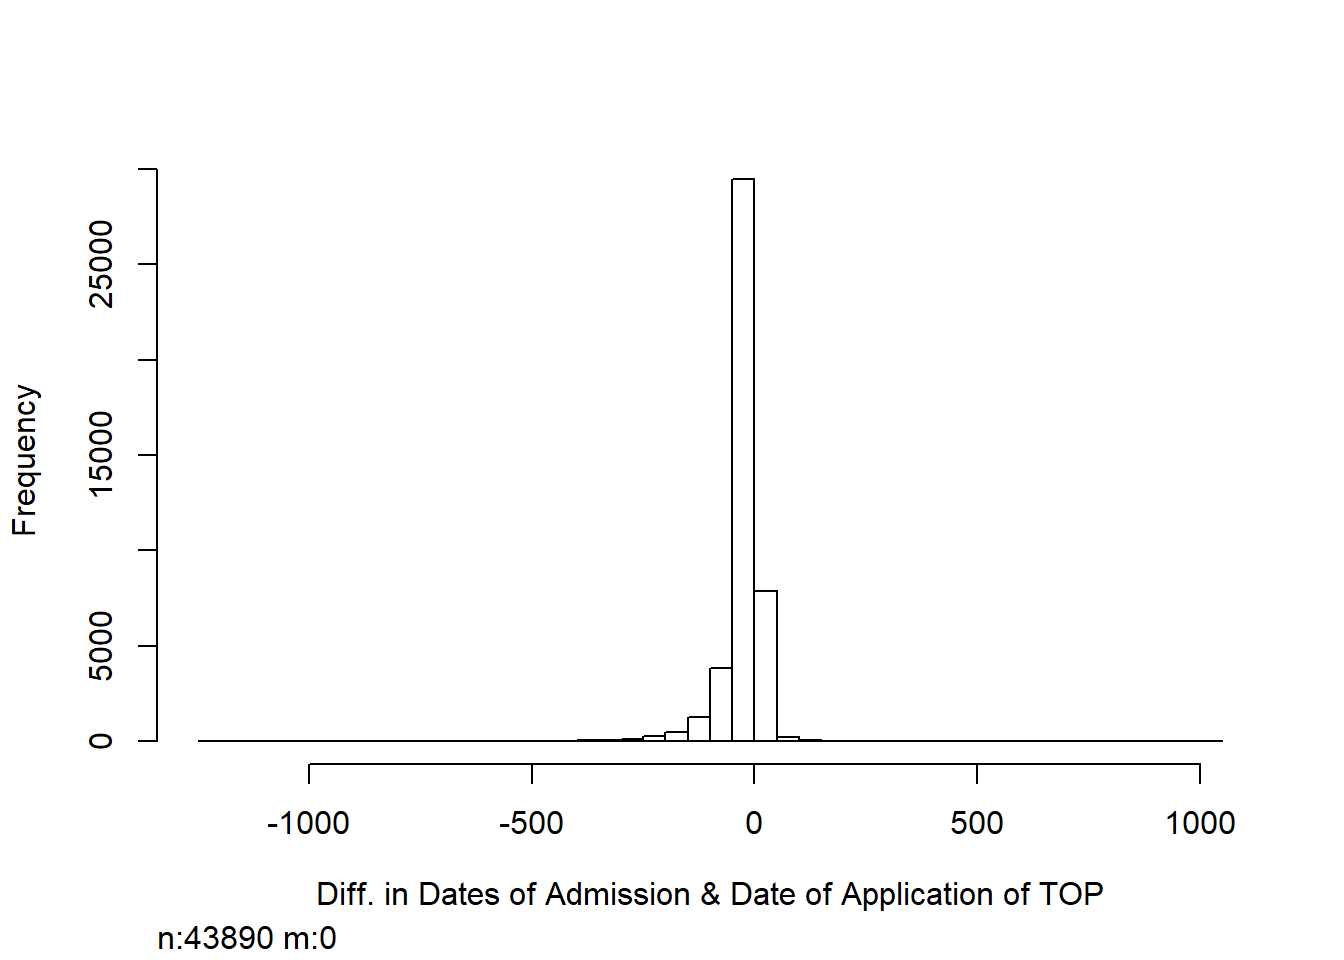 Frequency
25000
15000
5000
0
-1000 -500 0 500 1000
Diff. in Dates of Admission & Date of Application of TOP
n:43890 m:0